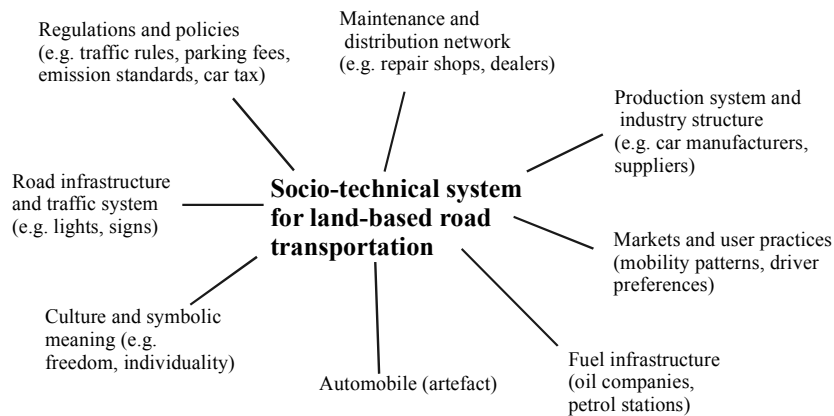 Regulations and policies
(e.g. traffic rules, parking fees,
emission standards, car tax)
Maintenance and
distribution network
(e.g. repair shops, dealers)
Production system and
industry structure
(e.g. car manufacturers,
suppliers)
Road infrastructure
and traffic system
(e.g. lights, signs)
Socio-technical system
for land-based road
transportation
Markets and user practices
(mobility patterns, driver
preferences)
Culture and symbolic
meaning (e.g.
freedom, individuality)
Automobile (artefact)
Fuel infrastructure
(oil companies,
petrol stations)